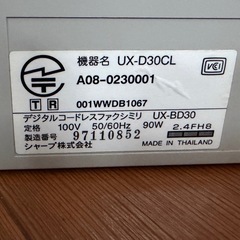 機器名 UX-D30CL
A08-0230001
T R
001WWDB1067
VCI
デジタルコードレスファクシミリ UX-BD30
定格 100V 50/60Hz 90W 2.4FH8
製造番号 97110852
シャープ株式会社 MADE IN THAILAND